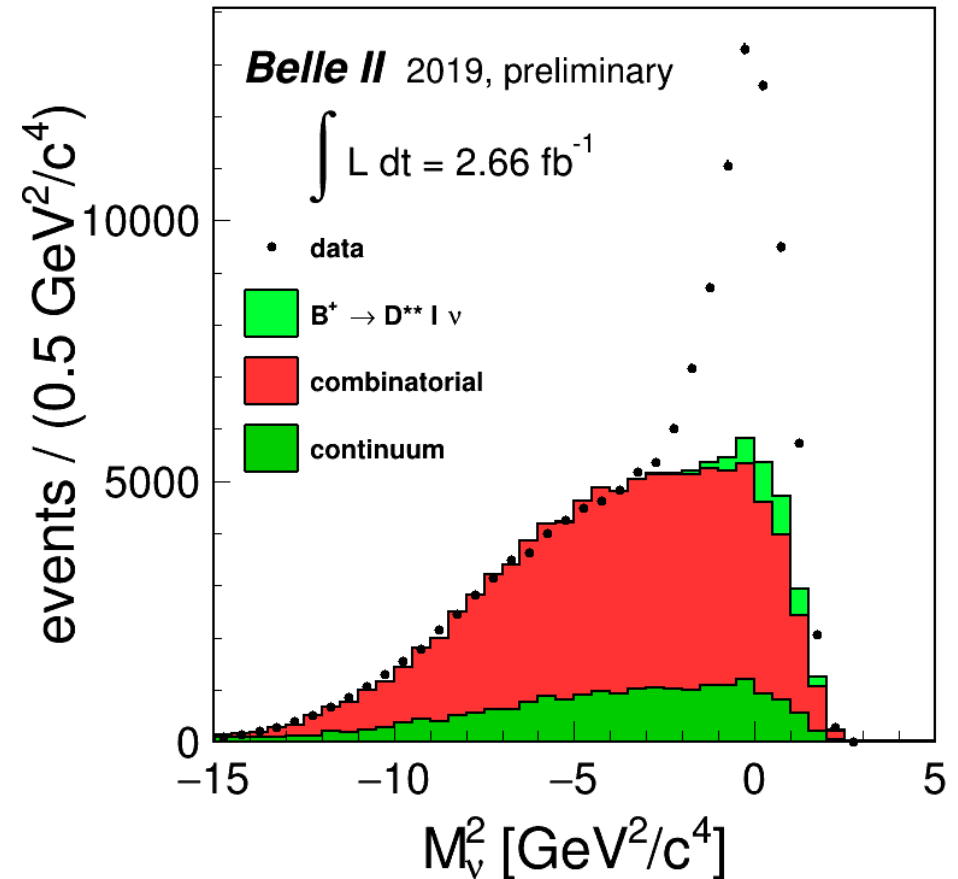 Belle II 2019, preliminary
∫ L dt = 2.66 fb⁻¹
data
B⁺ → D** l ν
combinatorial
continuum
events / (0.5 GeV²/c⁴)
10000
5000
0
−15 −10 −5 0 5
M²ᵥ [GeV²/c⁴]